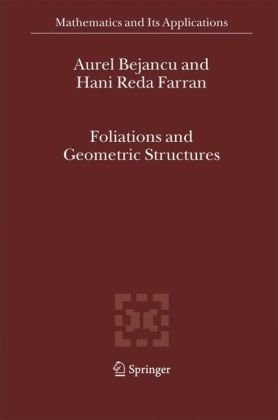 Mathematics and Its Applications
Aurel Bejancu and
Hani Reda Farran
Foliations and
Geometric Structures
Springer